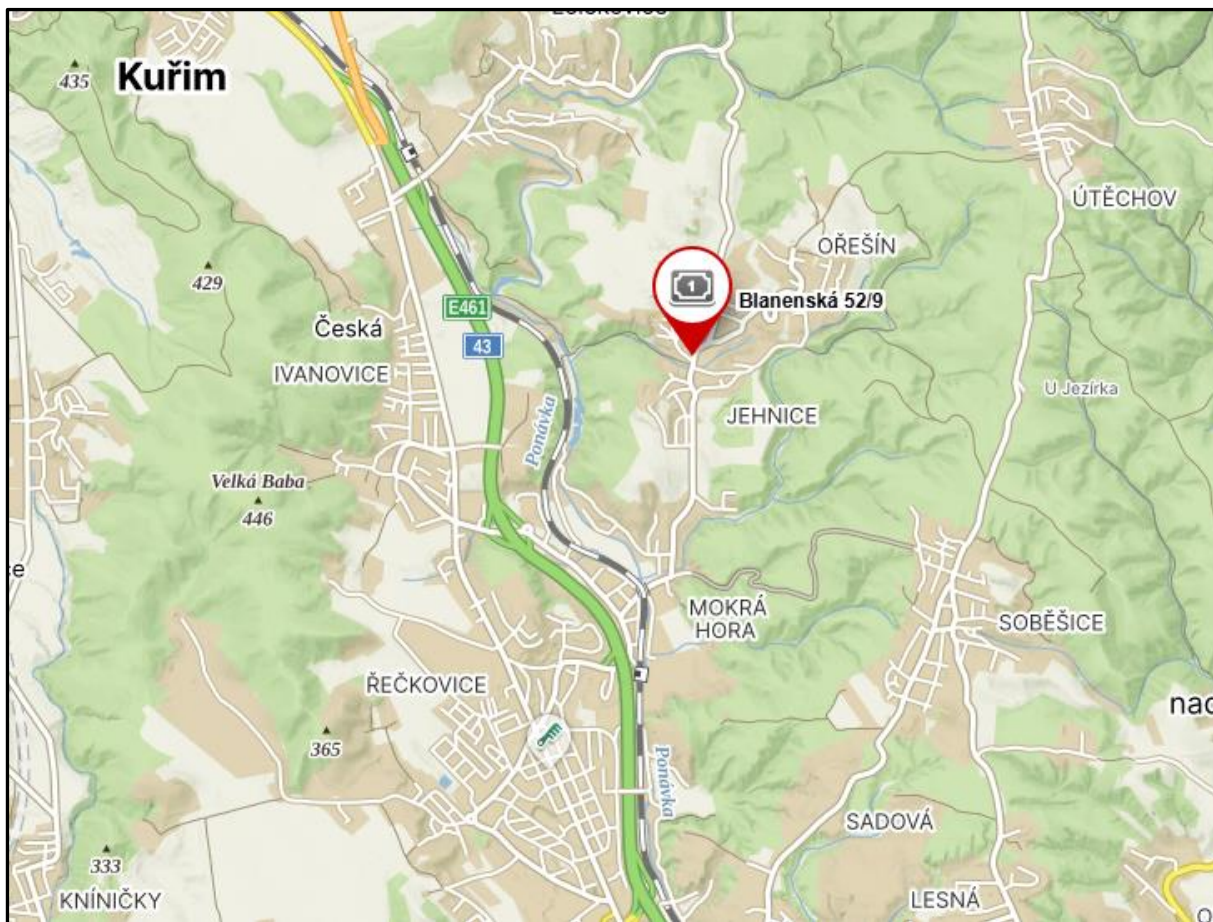 Kuřim
435
ÚTĚCHOV
OŘEŠÍN
429
1
Blanenská 52/9
E461
Česká
43
IVANOVICE
U Jezírka
JEHNICE
Ponávka
Velká Baba
446
MOKRÁ
HORA
SOBĚŠICE
ŘEČKOVICE
nad
365
Ponávka
SADOVÁ
333
KNÍNIČKY
LESNÁ